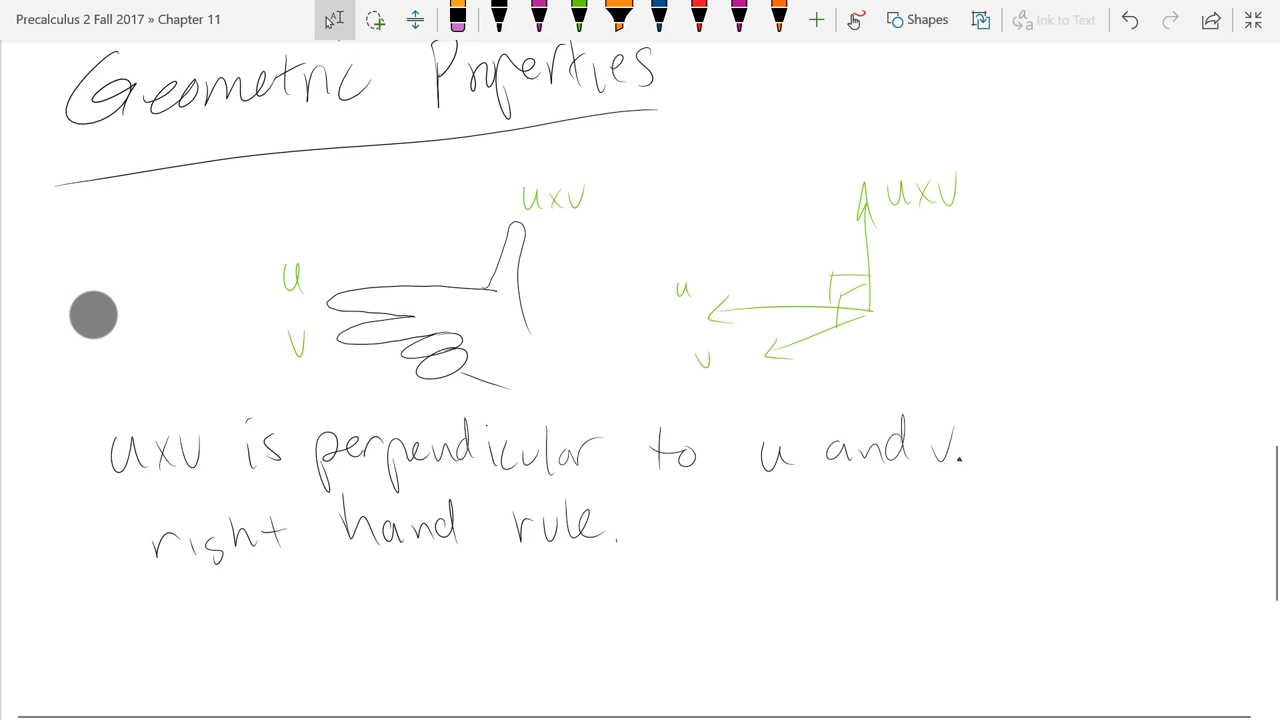 Precalculus 2 Fall 2017 » Chapter 11
Shapes
Ink to Text
Geometric Properties
uxv
uxv
u
u
v
v
uxv is perpendicular to u and v.
right hand rule.